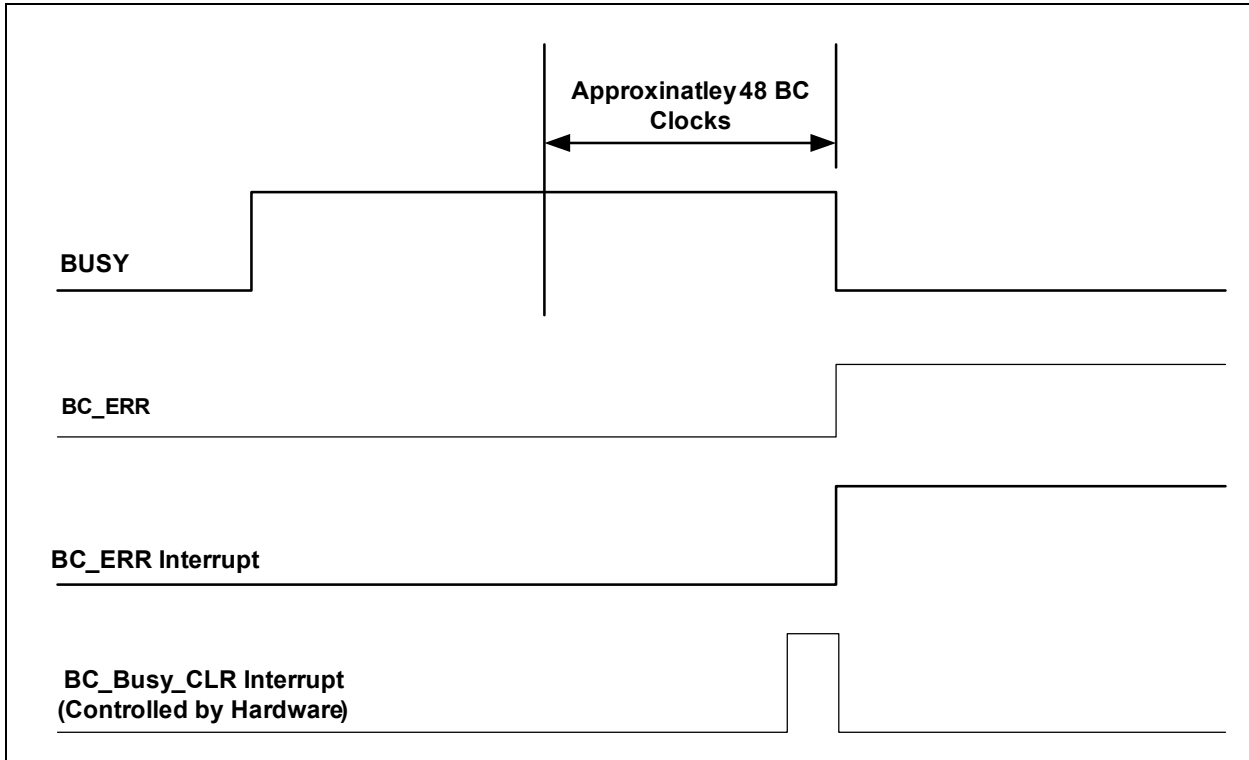 Approxinatley 48 BC
Clocks
BUSY
BC_ERR
BC_ERR Interrupt
BC_Busy_CLR Interrupt
(Controlled by Hardware)